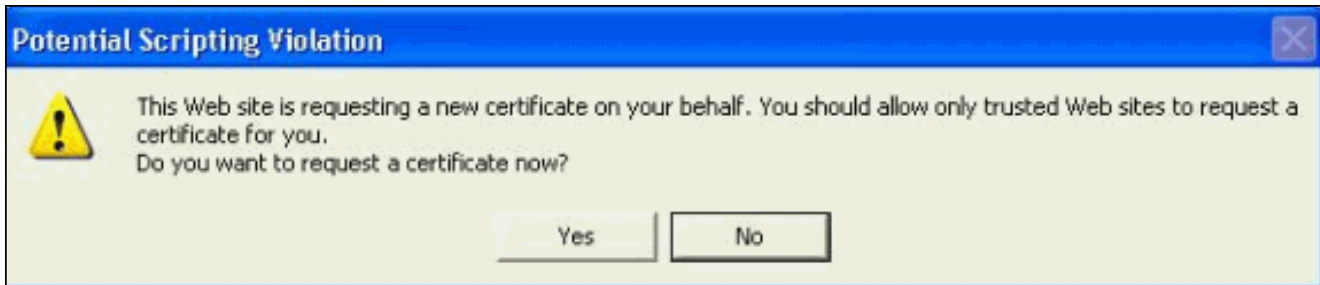 Potential Scripting Violation
This Web site is requesting a new certificate on your behalf. You should allow only trusted Web sites to request a
certificate for you.
Do you want to request a certificate now?
Yes No